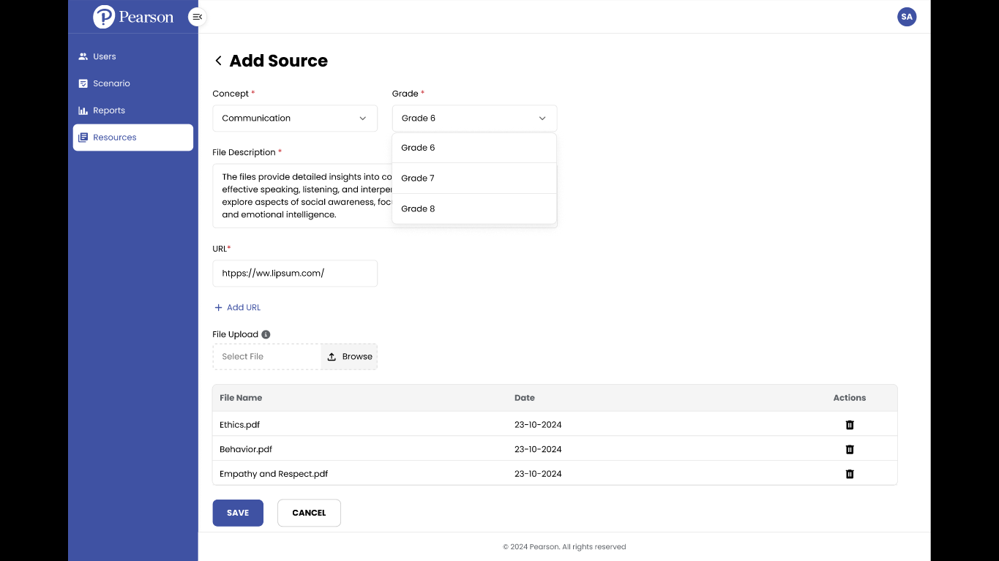 Pearson
SA
Users
Scenario
Reports
Resources
Add Source
Concept *
Grade *
Communication
Grade 6
Grade 6
Grade 7
Grade 8
File Description *
The files provide detailed insights into co
effective speaking, listening, and interper
explore aspects of social awareness, foc
and emotional intelligence.
URL*
htpps://ww.lipsum.com/
+ Add URL
File Upload
Select File
Browse
File Name Date Actions
Ethics.pdf 23-10-2024
Behavior.pdf 23-10-2024
Empathy and Respect.pdf 23-10-2024
SAVE
CANCEL
© 2024 Pearson. All rights reserved